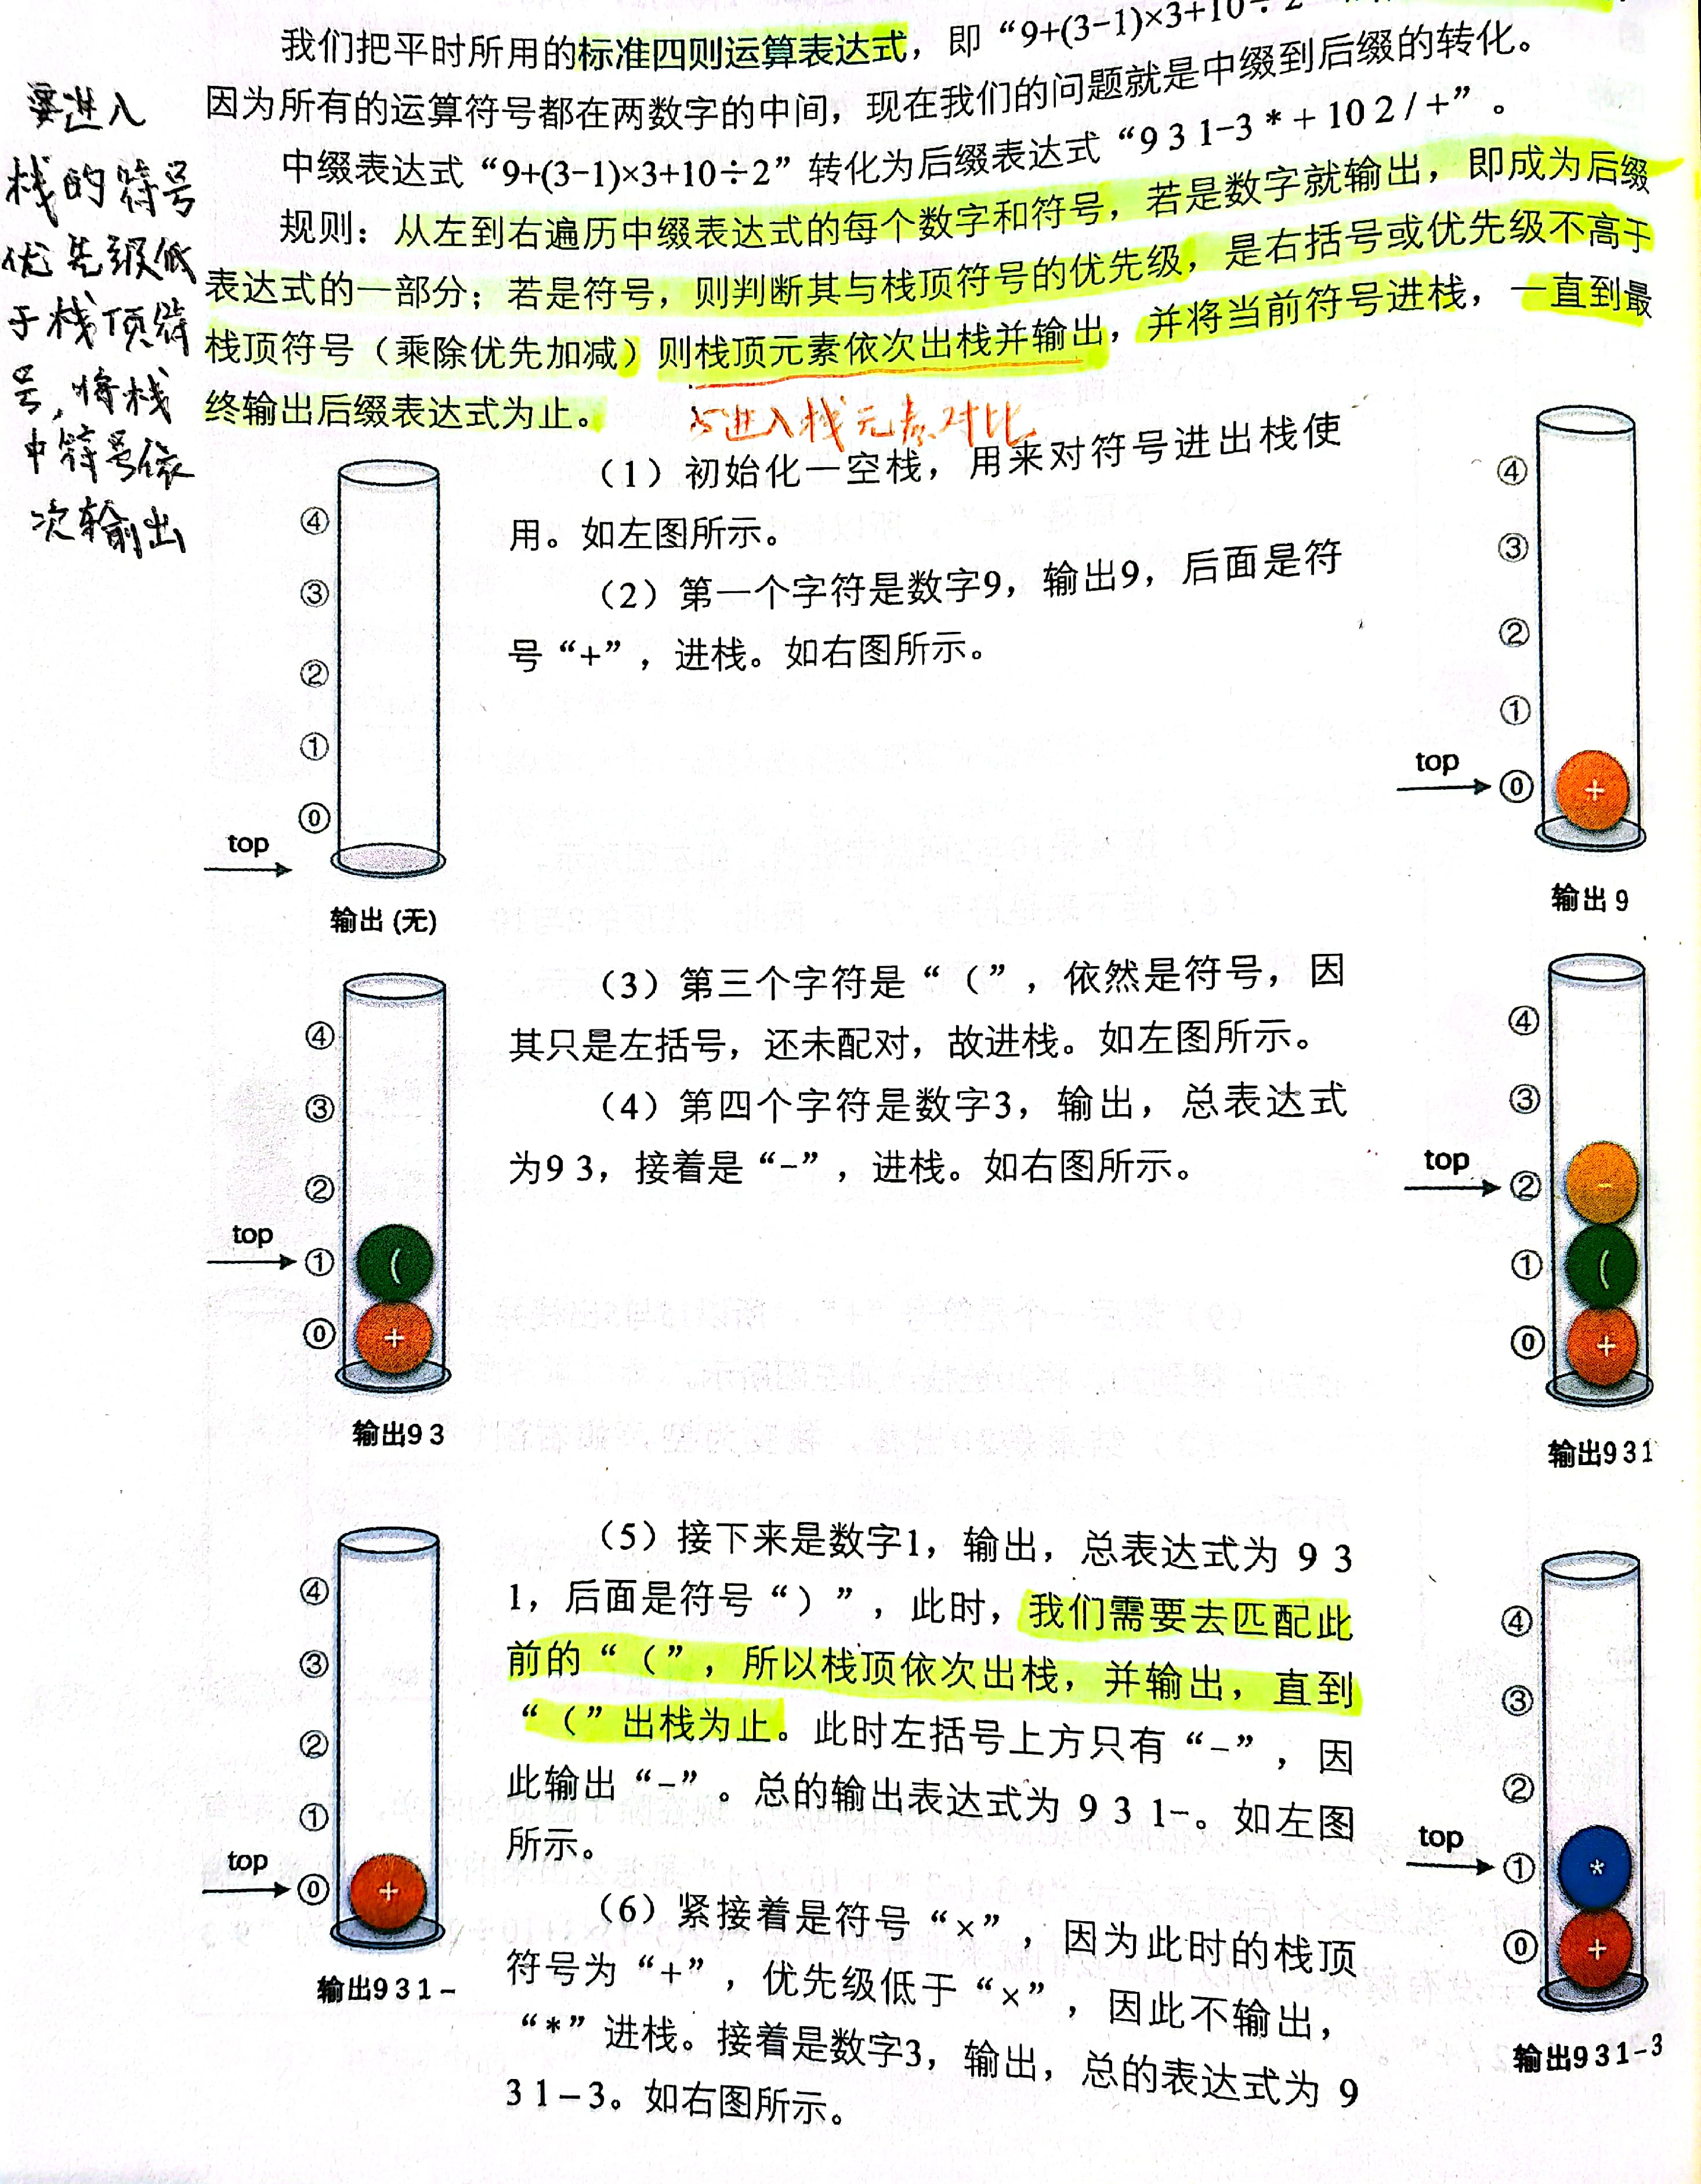 我们把平时所用的标准四则运算表达式，即“9+(3-1)×3+10÷2
因为所有的运算符号都在两数字的中间，现在我们的问题就是中缀到后缀的转化。
中缀表达式“9+(3-1)×3+10÷2”转化为后缀表达式“9 3 1-3*+10 2/+”。
规则：从左到右遍历中缀表达式的每个数字和符号，若是数字就输出，即成为后缀
表达式的一部分；若是符号，则判断其与栈顶符号的优先级，是右括号或优先级不高于
栈顶符号（乘除优先加减）则栈顶元素依次出栈并输出，并将当前符号进栈，一直到最
终输出后缀表达式为止。
与进入栈元素对比
要进入
栈的符号
优先级低
于栈顶符
号，将栈
中符号依
次输出
④
③
②
①
⓪
top
输出 (无)
（1）初始化一空栈，用来对符号进出栈使
用。如左图所示。
（2）第一个字符是数字9，输出9，后面是符
号“+”，进栈。如右图所示。
④
③
②
①
top
⓪
+
输出 9
④
③
②
top
①
(
⓪
+
输出9 3
（3）第三个字符是“（”，依然是符号，因
其只是左括号，还未配对，故进栈。如左图所示。
（4）第四个字符是数字3，输出，总表达式
为9 3，接着是“-”，进栈。如右图所示。
④
③
top
②
-
①
(
⓪
+
输出9 3 1
④
③
②
①
top
⓪
+
输出9 3 1 -
（5）接下来是数字1，输出，总表达式为 9 3
1，后面是符号“）”，此时，我们需要去匹配此
前的“（”，所以栈顶依次出栈，并输出，直到
“（”出栈为止。此时左括号上方只有“-”，因
此输出“-”。总的输出表达式为 9 3 1-。如左图
所示。
（6）紧接着是符号“×”，因为此时的栈顶
符号为“+”，优先级低于“×”，因此不输出，
“*”进栈。接着是数字3，输出，总的表达式为 9
3 1-3。如右图所示。
④
③
②
top
①
*
⓪
+
输出9 3 1-3